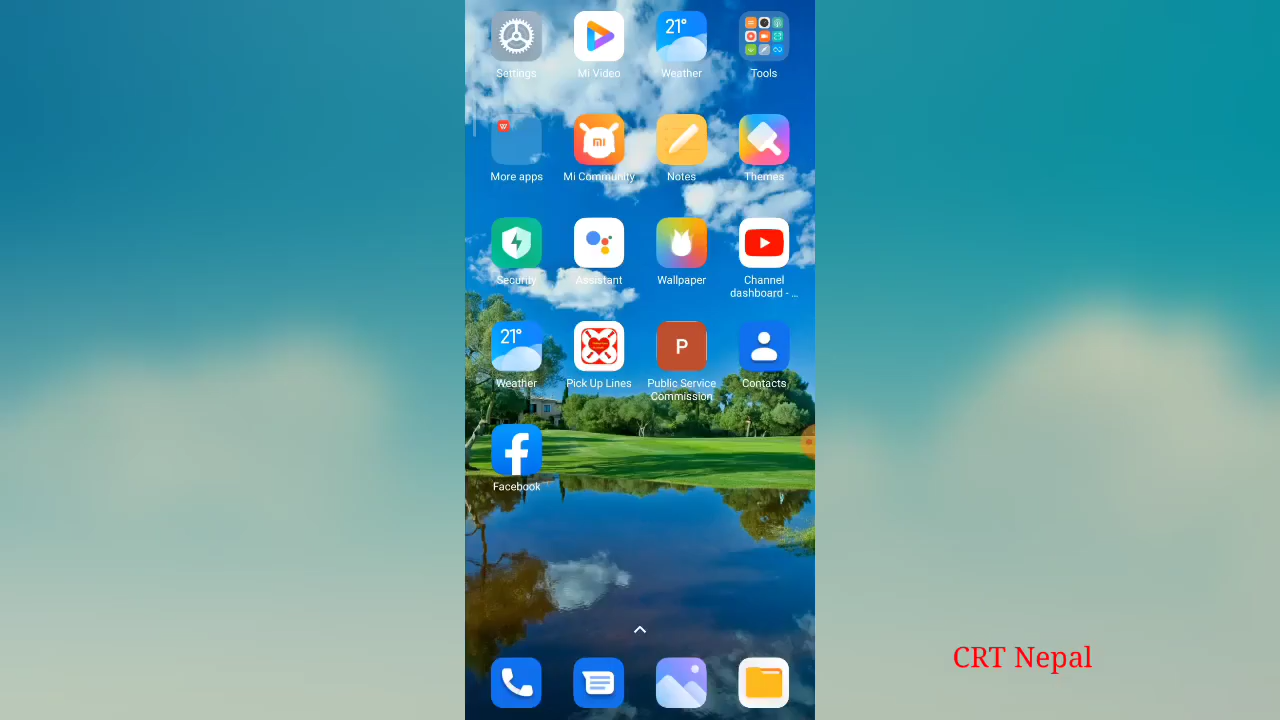 21°
Settings
Mi Video
Weather
Tools
W
mi
More apps
Mi Community
Notes
Themes
Security
Assistant
Wallpaper
Channel
dashboard - ...
21°
P
Weather
Pick Up Lines
Public Service
Commission
Contacts
Facebook
CRT Nepal